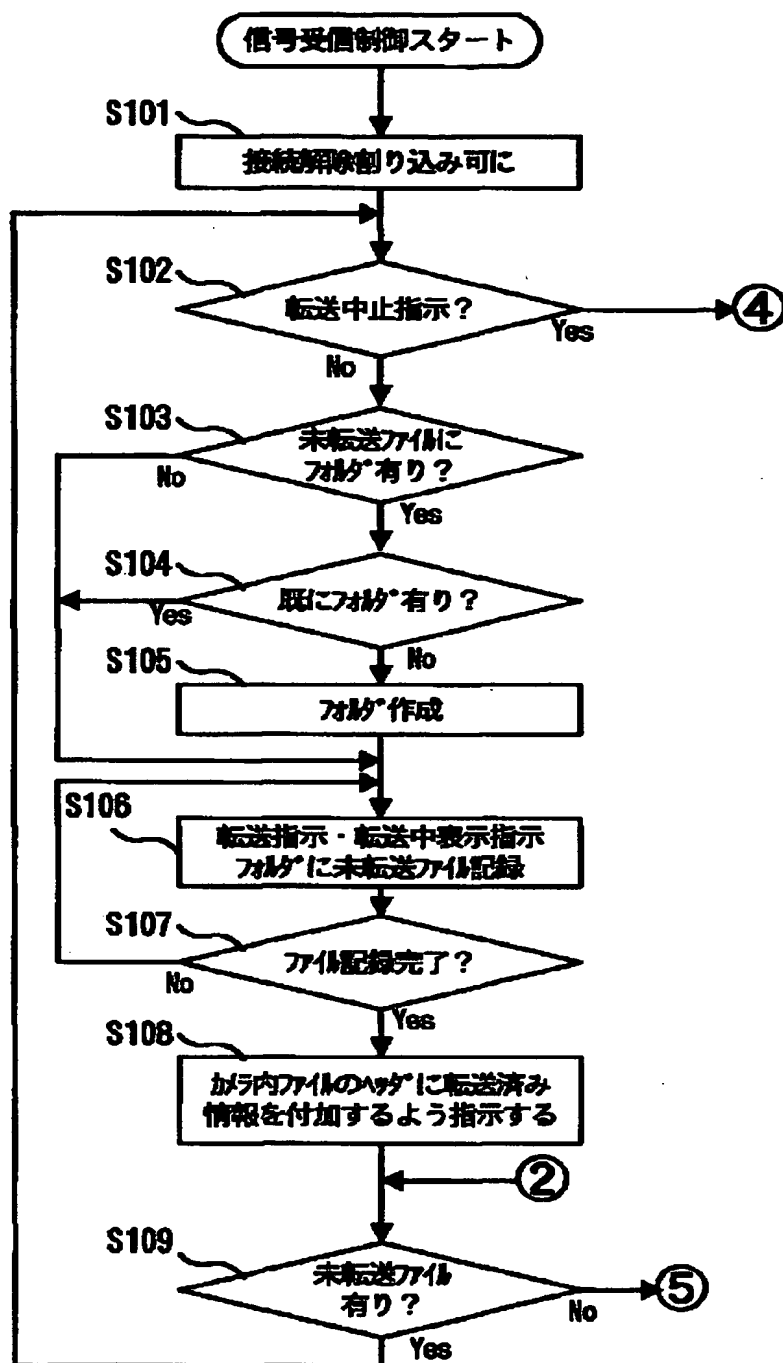 信号受信制御スタート
S101
接続解除割り込み可に
S102
転送中止指示？
Yes
④
No
S103
未転送ﾌｧｲﾙに
ﾌｫﾙﾀﾞ有り？
No
Yes
S104
既にﾌｫﾙﾀﾞ有り？
Yes
No
S105
ﾌｫﾙﾀﾞ作成
S106
転送指示・転送中表示指示
ﾌｫﾙﾀﾞに未転送ﾌｧｲﾙ記録
S107
ﾌｧｲﾙ記録完了？
No
Yes
S108
ｶﾒﾗ内ﾌｧｲﾙのﾍｯﾀﾞに転送済み
情報を付加するよう指示する
②
S109
未転送ﾌｧｲﾙ
有り？
No
⑤
Yes